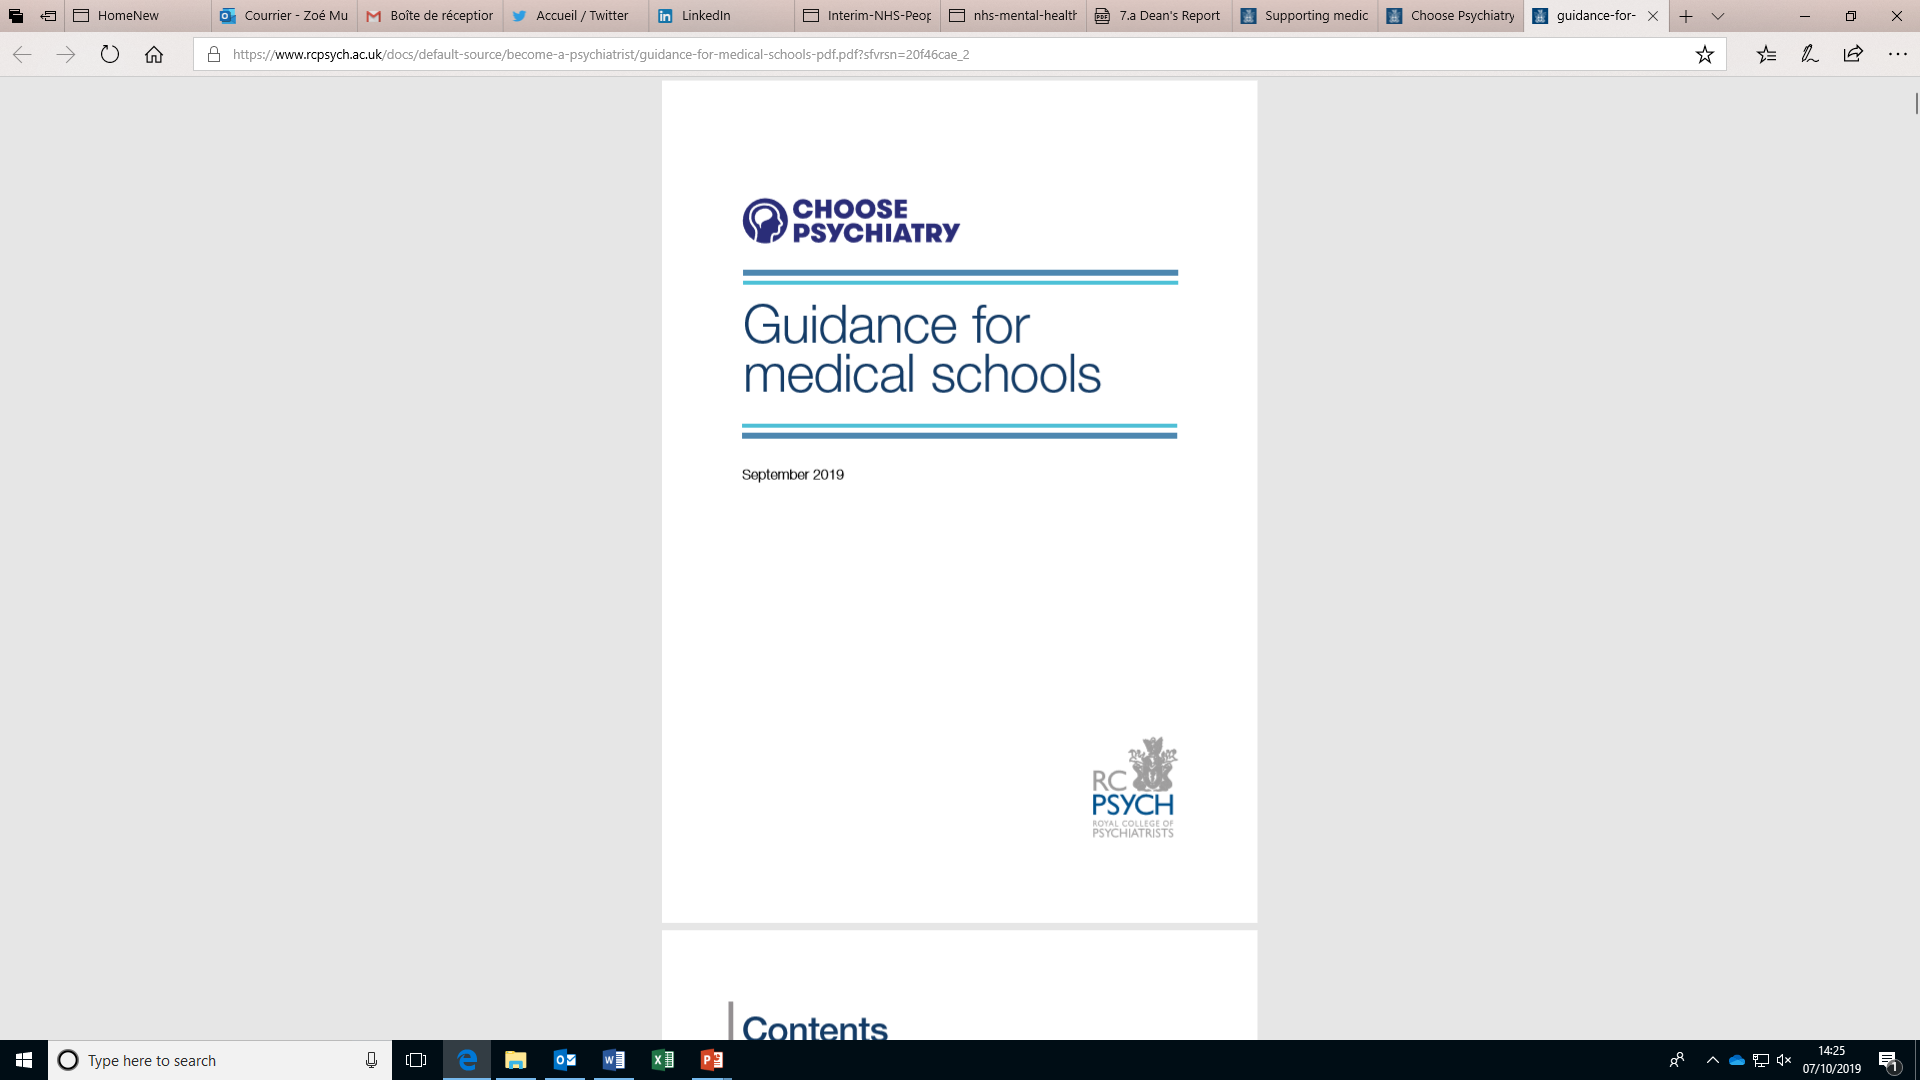 HomeNew
Courrier - Zoé Mu
Boîte de réception
Accueil / Twitter
LinkedIn
Interim-NHS-Peop
nhs-mental-health
7.a Dean's Report
Supporting medic
Choose Psychiatry
guidance-for-
https://www.rcpsych.ac.uk/docs/default-source/become-a-psychiatrist/guidance-for-medical-schools-pdf.pdf?sfvrsn=20f46cae_2
CHOOSE
PSYCHIATRY
Guidance for
medical schools
September 2019
RC
PSYCH
ROYAL COLLEGE OF
PSYCHIATRISTS
Contents
Type here to search
14:25
07/10/2019
1